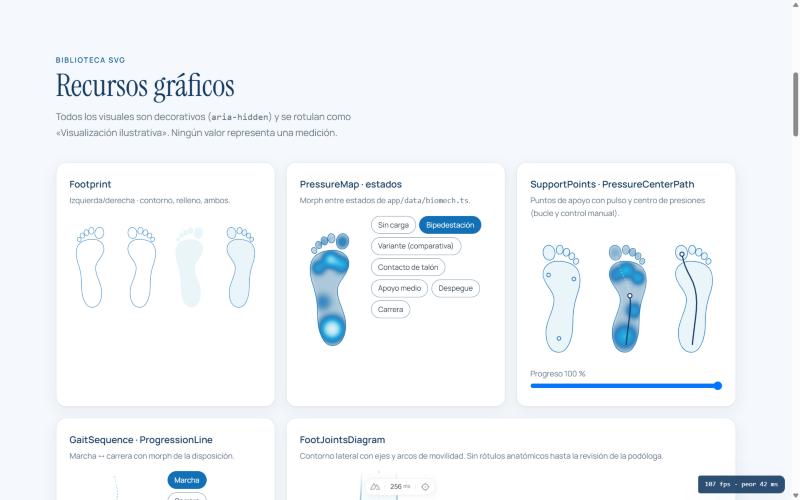 BIBLIOTECA SVG
Recursos gráficos
Todos los visuales son decorativos (aria-hidden) y se rotulan como
«Visualización ilustrativa». Ningún valor representa una medición.
Footprint
Izquierda/derecha · contorno, relleno, ambos.
PressureMap · estados
Morph entre estados de app/data/biomech.ts.
Sin carga
Bipedestación
Variante (comparativa)
Contacto de talón
Apoyo medio
Despegue
Carrera
SupportPoints · PressureCenterPath
Puntos de apoyo con pulso y centro de presiones
(bucle y control manual).
Progreso 100 %
GaitSequence · ProgressionLine
Marcha ↔ carrera con morph de la disposición.
Marcha
FootJointsDiagram
Contorno lateral con ejes y arcos de movilidad. Sin rótulos anatómicos hasta la revisión de la podóloga.
256 ms
107 fps · peor 42 ms